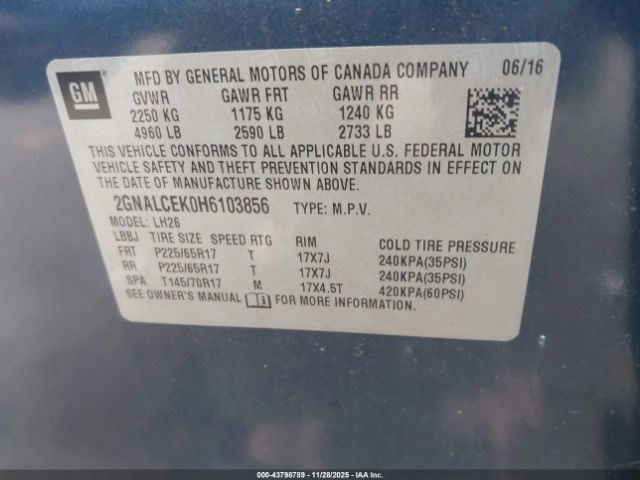 GM
MFD BY GENERAL MOTORS OF CANADA COMPANY 06/16
GVWR GAWR FRT GAWR RR
2250 KG 1175 KG 1240 KG
4960 LB 2590 LB 2733 LB
THIS VEHICLE CONFORMS TO ALL APPLICABLE U.S. FEDERAL MOTOR
VEHICLE SAFETY AND THEFT PREVENTION STANDARDS IN EFFECT ON
THE DATE OF MANUFACTURE SHOWN ABOVE.
2GNALCEK0H6103856 TYPE: M.P.V.
MODEL: LH26
LBBJ TIRE SIZE SPEED RTG RIM COLD TIRE PRESSURE
FRT P225/65R17 T 17X7J 240KPA(35PSI)
RR P225/65R17 T 17X7J 240KPA(35PSI)
SPA T145/70R17 M 17X4.5T 420KPA(60PSI)
SEE OWNER'S MANUAL i FOR MORE INFORMATION.
000-43798789 - 11/28/2025 - IAAI.com